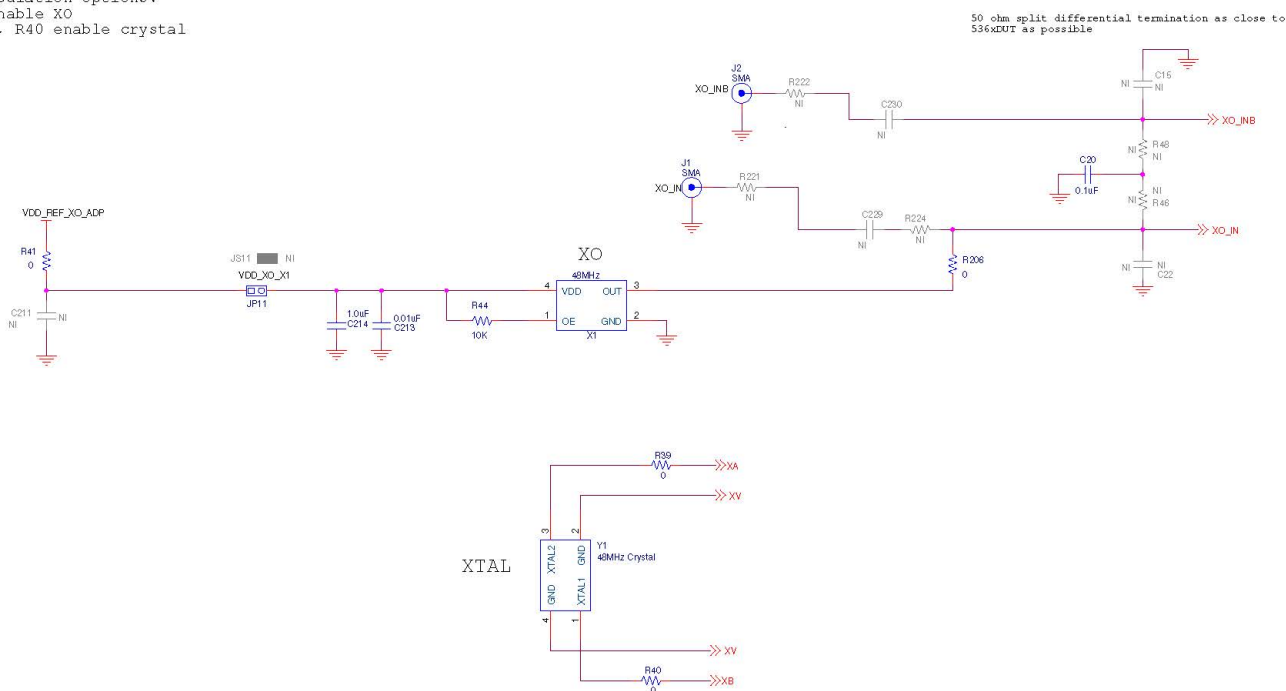 nable XO
R40 enable crystal
50 ohm split differential termination as close to
536xDUT as possible
J2
SMA
XO_INB
R222
NI
C230
NI
C15
NI
NI
XO_INB
R48
NI
NI
C20
0.1uF
NI
R46
NI
J1
SMA
XO_IN
R221
NI
C229
NI
R224
NI
XO_IN
R206
0
NI
NI
C22
VDD_REF_XO_ADP
R41
0
JS11
NI
VDD_XO_X1
JP11
C211
NI
NI
1.0uF
C214
0.01uF
C213
R44
10K
XO
48MHz
4
VDD
OUT
3
1
OE
GND
2
X1
R39
0
XA
XV
3
2
XTAL
XTAL2
GND
GND
XTAL1
Y1
48MHz Crystal
4
1
XV
R40
0
XB